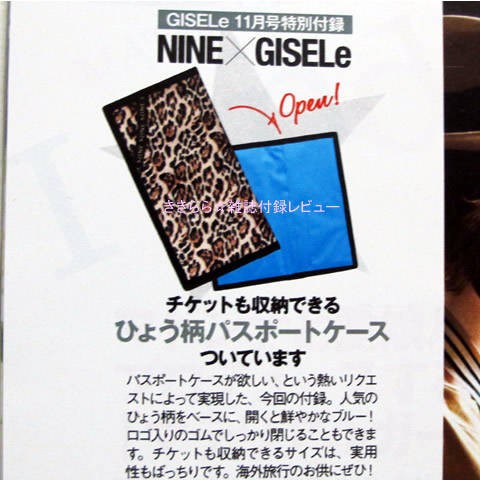 GISELe 11月号特別付録
NINE×GISELe
Open!
ききらら☆雑誌付録レビュー
チケットも収納できる
ひょう柄パスポートケース
ついています
パスポートケースが欲しい、という熱いリクエ
ストによって実現した、今回の付録。人気の
ひょう柄をベースに、開くと鮮やかなブルー!
ロゴ入りのゴムでしっかり閉じることもできま
す。チケットも収納できるサイズは、実用
性もばっちりです。海外旅行のお供にぜひ!